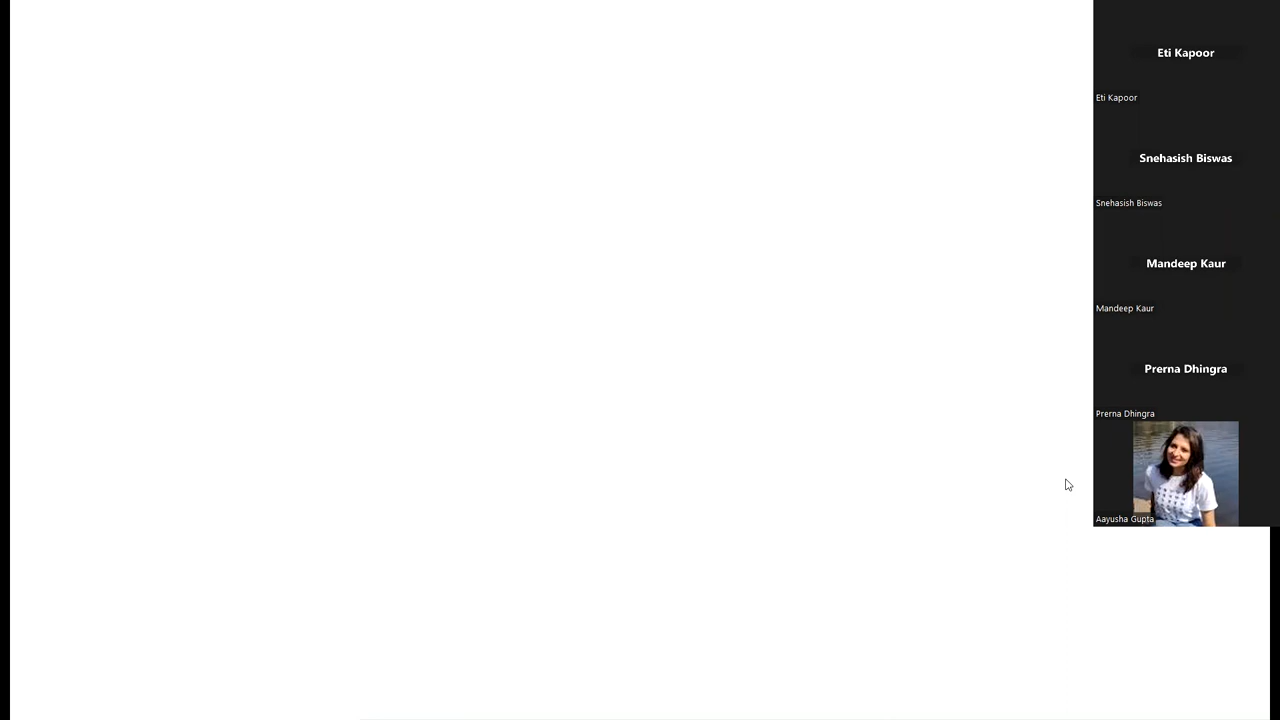 Eti Kapoor
Eti Kapoor
Snehasish Biswas
Snehasish Biswas
Mandeep Kaur
Mandeep Kaur
Prerna Dhingra
Prerna Dhingra
Aayusha Gupta